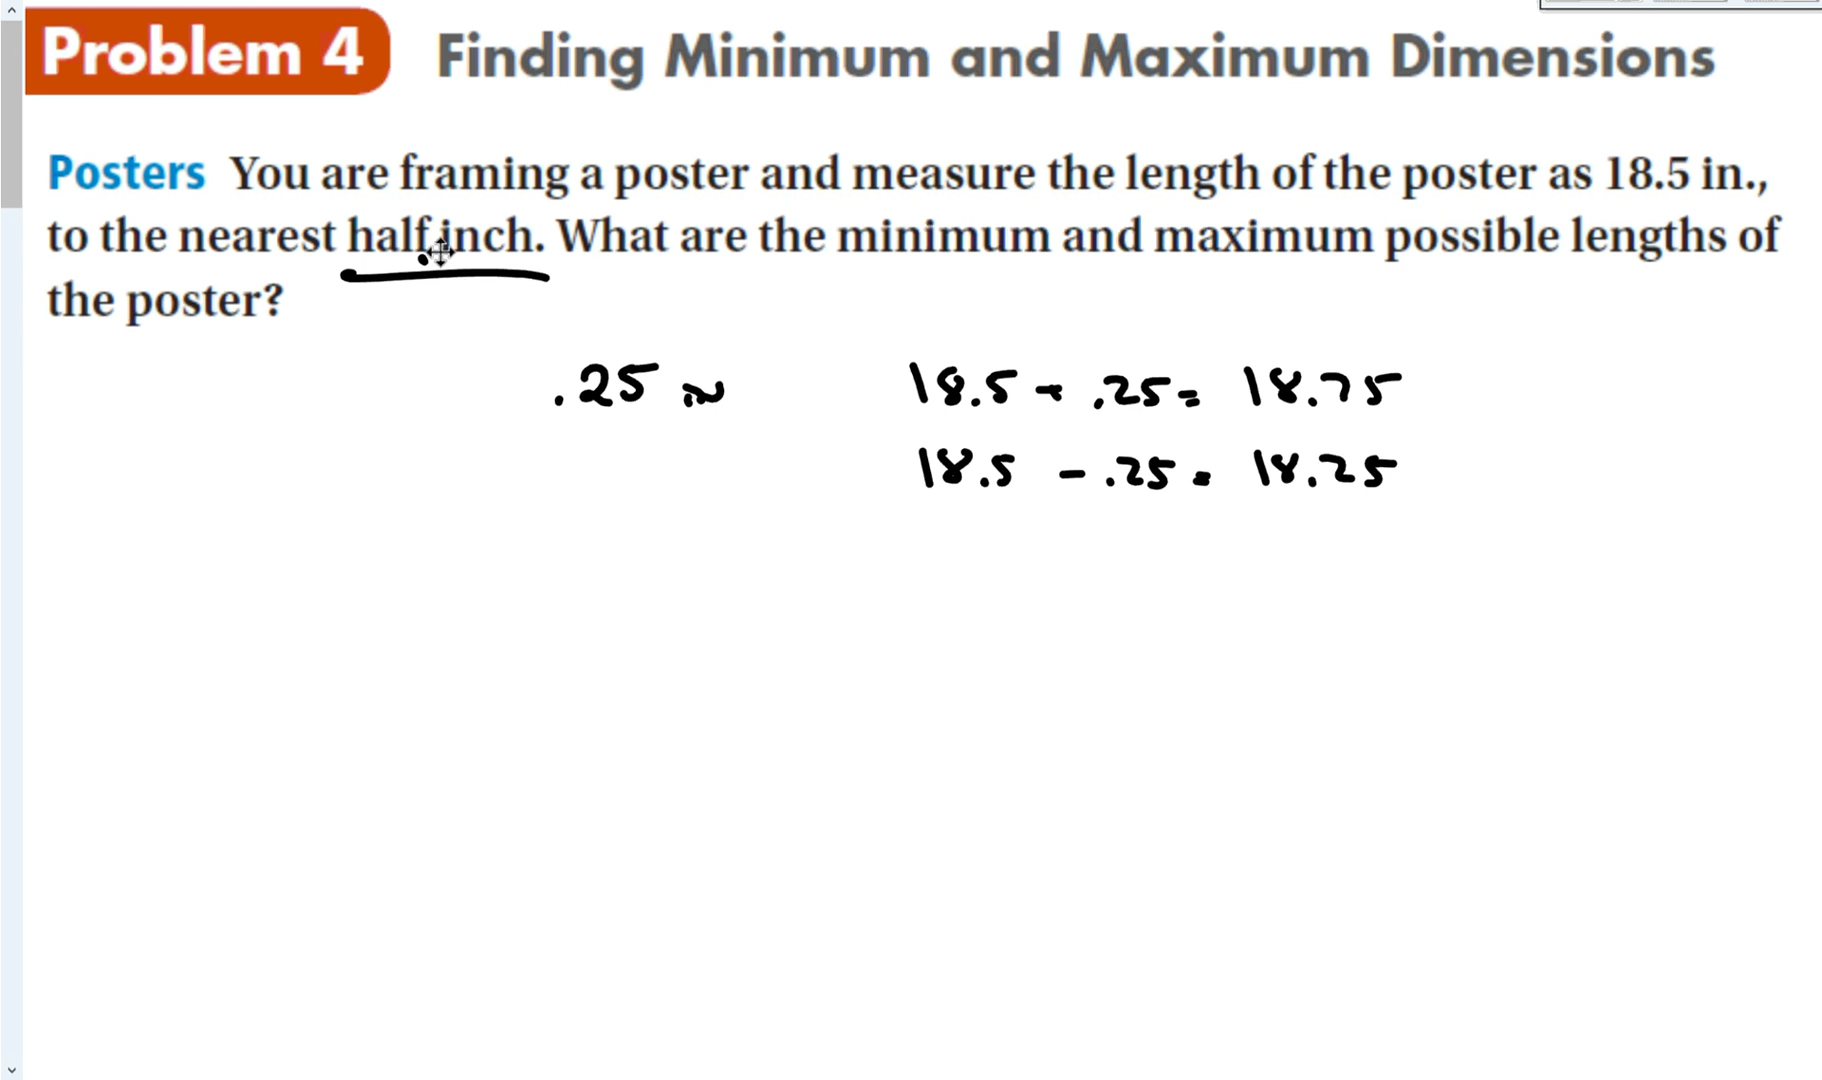 Problem 4 Finding Minimum and Maximum Dimensions
Posters You are framing a poster and measure the length of the poster as 18.5 in.,
to the nearest half inch. What are the minimum and maximum possible lengths of
the poster?
.25 in 18.5 + .25 = 18.75
18.5 - .25 = 18.25